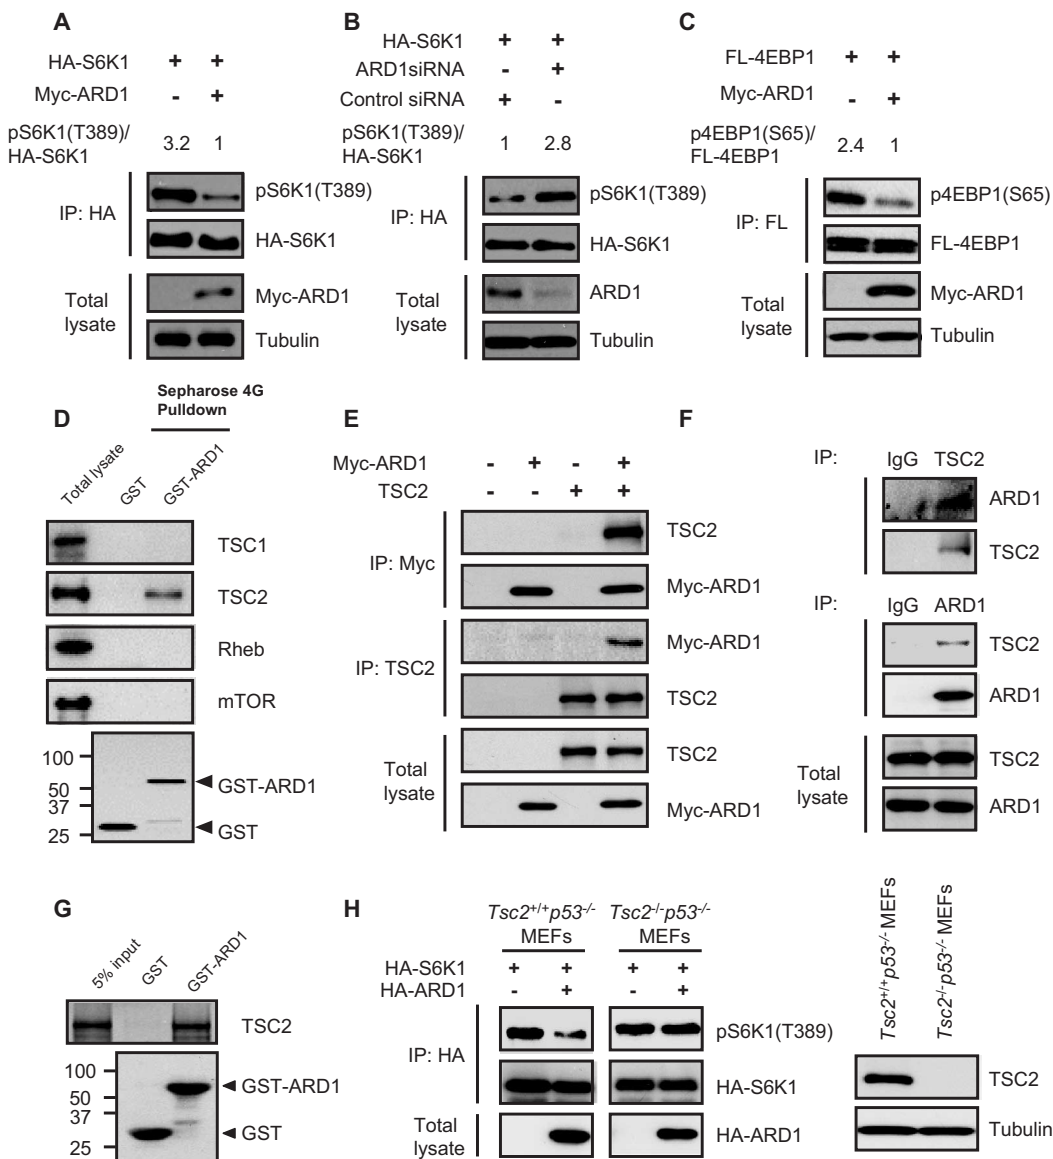 A
HA-S6K1 + +
Myc-ARD1 - +
pS6K1(T389)/
HA-S6K1 3.2 1
IP: HA
pS6K1(T389)
HA-S6K1
Total
lysate
Myc-ARD1
Tubulin
B
HA-S6K1 + +
ARD1siRNA - +
Control siRNA + -
pS6K1(T389)/
HA-S6K1 1 2.8
IP: HA
pS6K1(T389)
HA-S6K1
Total
lysate
ARD1
Tubulin
C
FL-4EBP1 + +
Myc-ARD1 - +
p4EBP1(S65)/
FL-4EBP1 2.4 1
IP: FL
p4EBP1(S65)
FL-4EBP1
Total
lysate
Myc-ARD1
Tubulin
D
Sepharose 4G
Pulldown
Total lysate GST GST-ARD1
TSC1
TSC2
Rheb
mTOR
100
50
37
25
GST-ARD1
GST
E
Myc-ARD1 - + - +
TSC2 - - + +
IP: Myc
TSC2
Myc-ARD1
IP: TSC2
Myc-ARD1
TSC2
Total
lysate
TSC2
Myc-ARD1
F
IP: IgG TSC2
ARD1
TSC2
IP: IgG ARD1
TSC2
ARD1
Total
lysate
TSC2
ARD1
G
5% input GST GST-ARD1
TSC2
100
50
37
25
GST-ARD1
GST
H
Tsc2+/+p53-/- Tsc2-/-p53-/-
MEFs MEFs
HA-S6K1 + + + +
HA-ARD1 - + - +
IP: HA
pS6K1(T389)
HA-S6K1
Total
lysate
HA-ARD1
Tsc2+/+p53-/- MEFs
Tsc2-/-p53-/- MEFs
TSC2
Tubulin